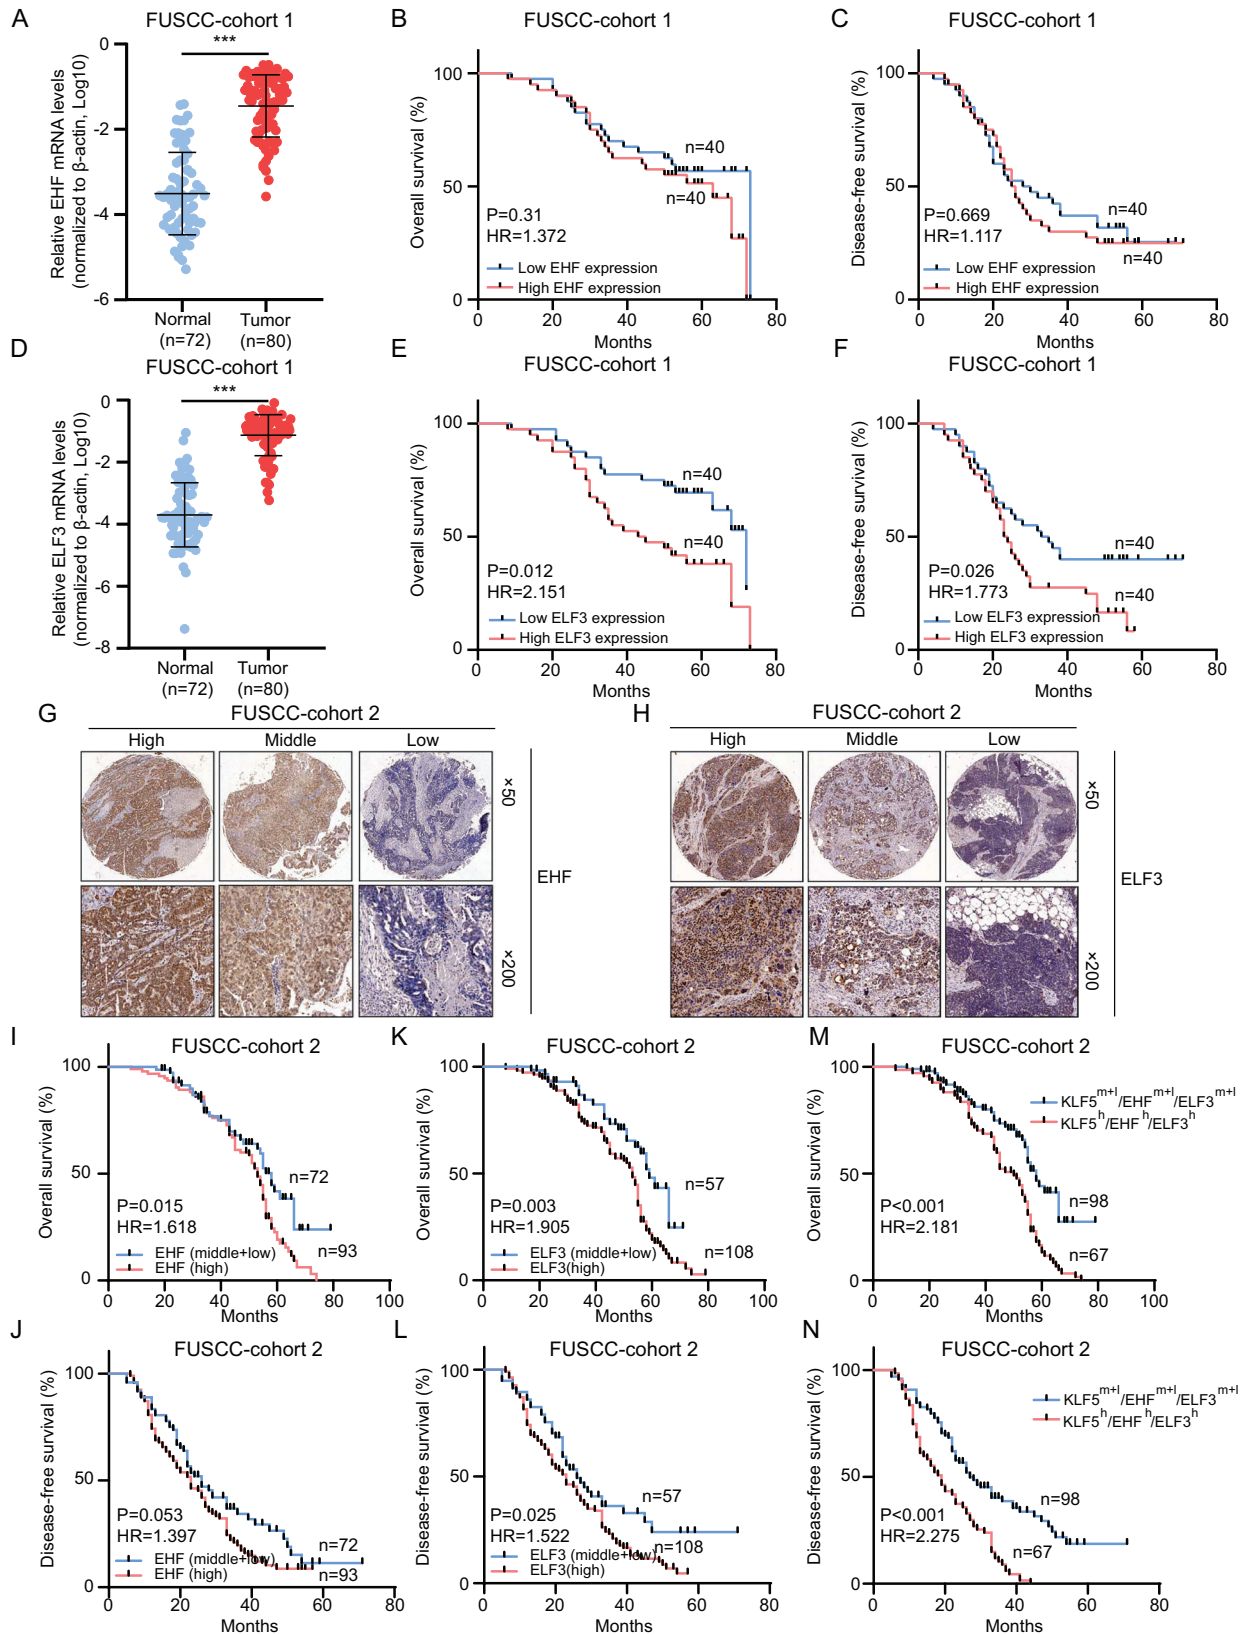 A
FUSCC-cohort 1
***
Relative EHF mRNA levels
(normalized to β-actin, Log10)
0
-2
-4
-6
Normal
(n=72)
Tumor
(n=80)
B
FUSCC-cohort 1
Overall survival (%)
100
50
0
n=40
n=40
P=0.31
HR=1.372
Low EHF expression
High EHF expression
0 20 40 60 80
Months
C
FUSCC-cohort 1
Disease-free survival (%)
100
50
0
n=40
n=40
P=0.669
HR=1.117
Low EHF expression
High EHF expression
0 20 40 60 80
Months
D
FUSCC-cohort 1
***
Relative ELF3 mRNA levels
(normalized to β-actin, Log10)
0
-2
-4
-6
-8
Normal
(n=72)
Tumor
(n=80)
E
FUSCC-cohort 1
Overall survival (%)
100
50
0
n=40
n=40
P=0.012
HR=2.151
Low ELF3 expression
High ELF3 expression
0 20 40 60 80
Months
F
FUSCC-cohort 1
Disease-free survival (%)
100
50
0
n=40
n=40
P=0.026
HR=1.773
Low ELF3 expression
High ELF3 expression
0 20 40 60 80
Months
G
FUSCC-cohort 2
High Middle Low
×50
×200
EHF
H
FUSCC-cohort 2
High Middle Low
×50
×200
ELF3
I
FUSCC-cohort 2
Overall survival (%)
100
50
0
n=72
P=0.015
HR=1.618
n=93
EHF (middle+low)
EHF (high)
0 20 40 60 80 100
Months
K
FUSCC-cohort 2
Overall survival (%)
100
50
0
n=57
P=0.003
HR=1.905
n=108
ELF3 (middle+low)
ELF3(high)
0 20 40 60 80 100
Months
M
FUSCC-cohort 2
Overall survival (%)
100
50
0
KLF5m+l/EHFm+l/ELF3m+l
KLF5h/EHFh/ELF3h
n=98
P<0.001
HR=2.181
n=67
0 20 40 60 80 100
Months
J
FUSCC-cohort 2
Disease-free survival (%)
100
50
0
P=0.053
HR=1.397
n=72
EHF (middle+low)
EHF (high)
n=93
0 20 40 60 80
Months
L
FUSCC-cohort 2
Disease-free survival (%)
100
50
0
n=57
P=0.025
HR=1.522
n=108
ELF3 (middle+low)
ELF3(high)
0 20 40 60 80
Months
N
FUSCC-cohort 2
Disease-free survival (%)
100
50
0
KLF5m+l/EHFm+l/ELF3m+l
KLF5h/EHFh/ELF3h
n=98
P<0.001
HR=2.275
n=67
0 20 40 60 80
Months